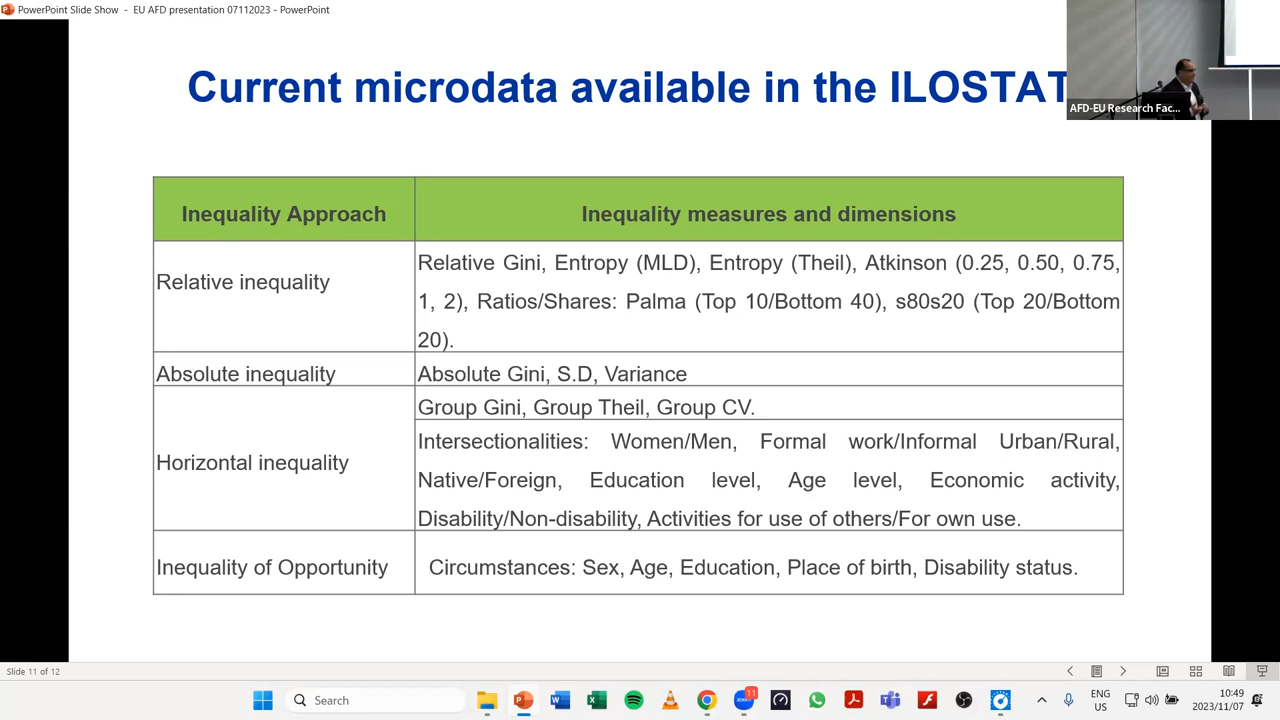 PowerPoint Slide Show - EU AFD presentation 07112023 - PowerPoint
Current microdata available in the ILOSTAT
AFD-EU Research Fac...
Inequality Approach
Inequality measures and dimensions
Relative inequality
Relative Gini, Entropy (MLD), Entropy (Theil), Atkinson (0.25, 0.50, 0.75,
1, 2), Ratios/Shares: Palma (Top 10/Bottom 40), s80s20 (Top 20/Bottom
20).
Absolute inequality
Absolute Gini, S.D, Variance
Horizontal inequality
Group Gini, Group Theil, Group CV.
Intersectionalities: Women/Men, Formal work/Informal Urban/Rural,
Native/Foreign, Education level, Age level, Economic activity,
Disability/Non-disability, Activities for use of others/For own use.
Inequality of Opportunity
Circumstances: Sex, Age, Education, Place of birth, Disability status.
Slide 11 of 12
Search
11
ENG
US
10:49
2023/11/07